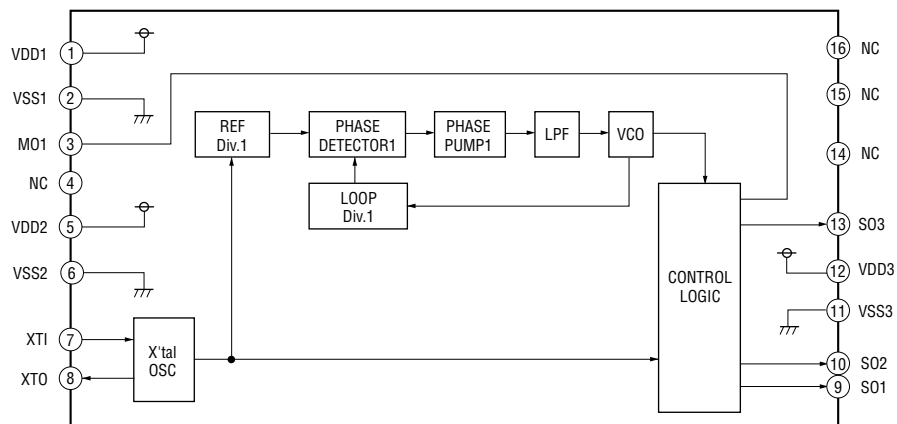 VDD1 1
VSS1 2
MO1 3
NC 4
VDD2 5
VSS2 6
XTI 7
XTO 8
REF
Div.1
PHASE
DETECTOR1
PHASE
PUMP1
LPF
VCO
LOOP
Div.1
X'tal
OSC
CONTROL
LOGIC
16 NC
15 NC
14 NC
13 SO3
12 VDD3
11 VSS3
10 SO2
9 SO1